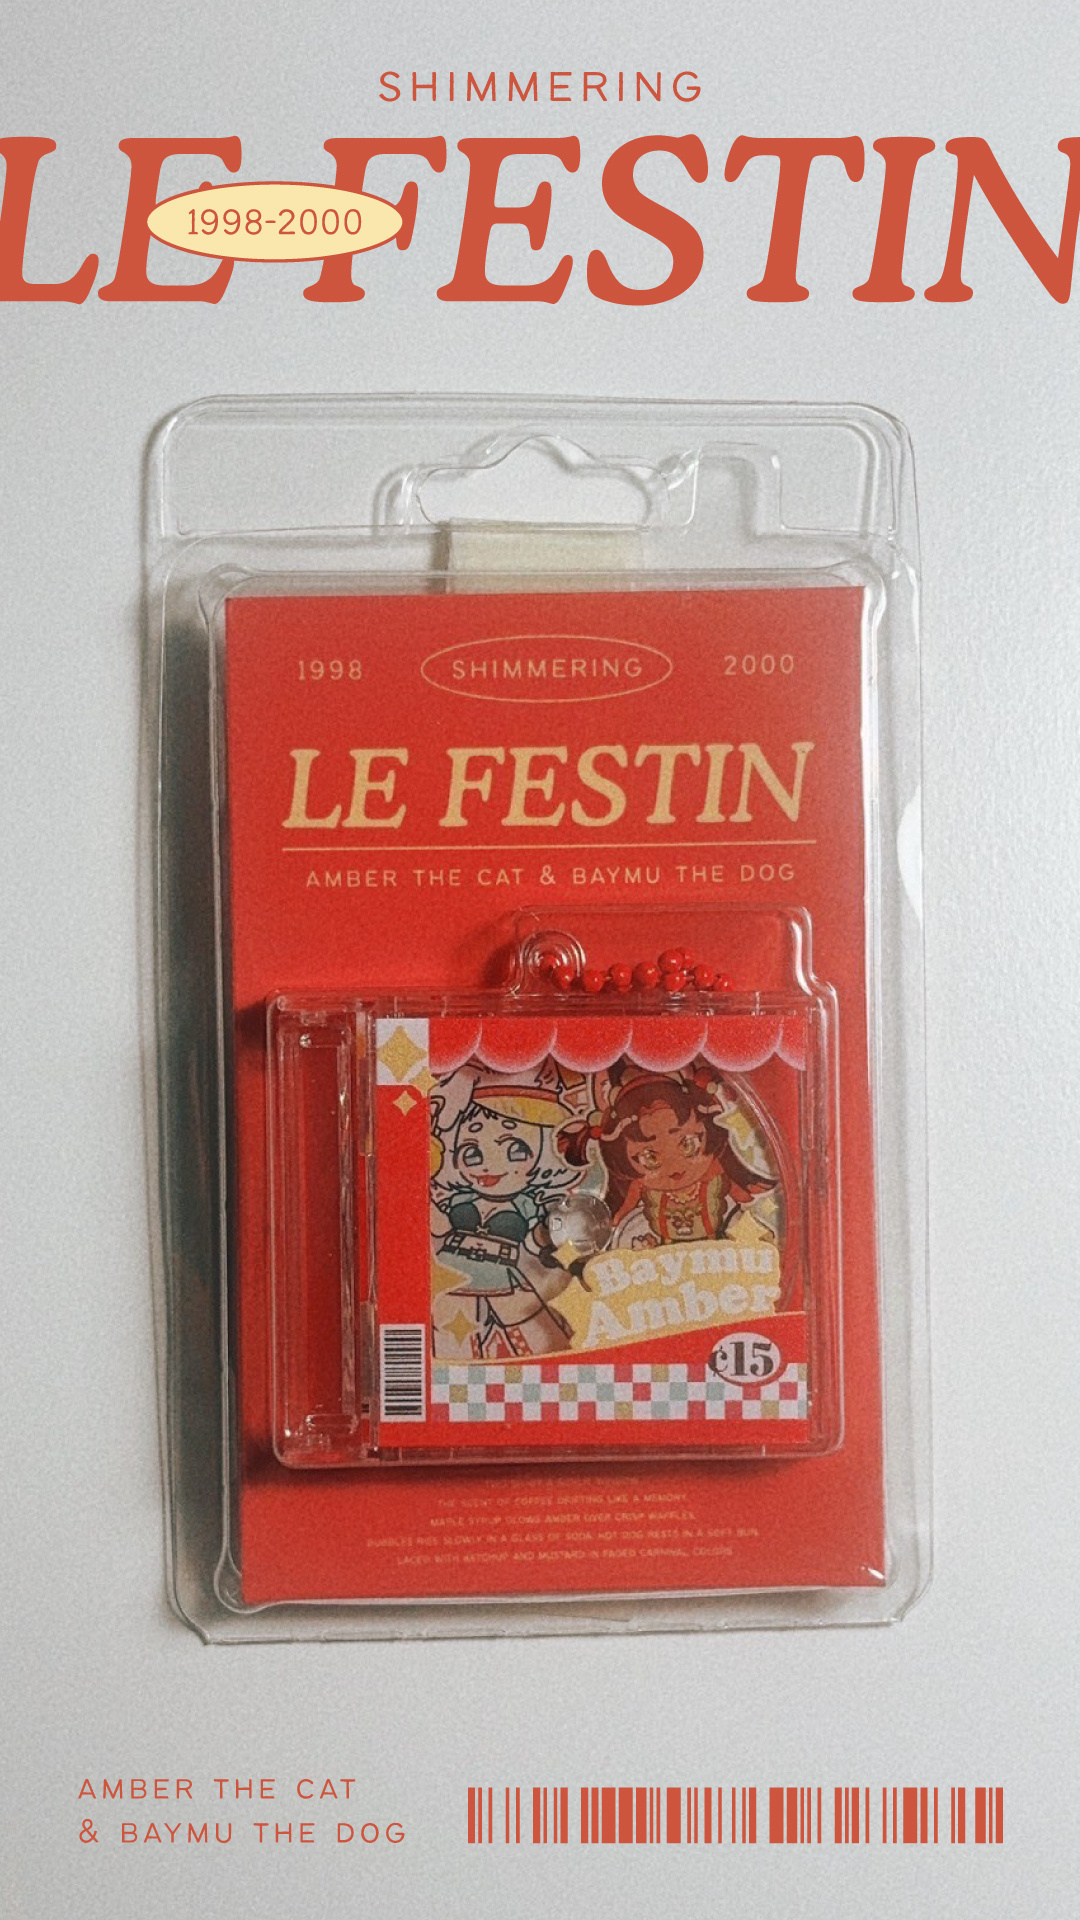 SHIMMERING
LE FESTIN
1998-2000
1998
SHIMMERING
2000
LE FESTIN
AMBER THE CAT & BAYMU THE DOG
Baymu
Amber
¢15
THE SCENT OF COFFEE DRIFTING LIKE A MEMORY
MAPLE SYRUP GLOWS AMBER OVER CRISP WAFFLES
BUBBLES RISE SLOWLY IN A GLASS OF SODA. HOT DOG RESTS IN A SOFT BUN
LACED WITH KETCHUP AND MUSTARD IN FADED CARNIVAL COLORS
AMBER THE CAT
& BAYMU THE DOG